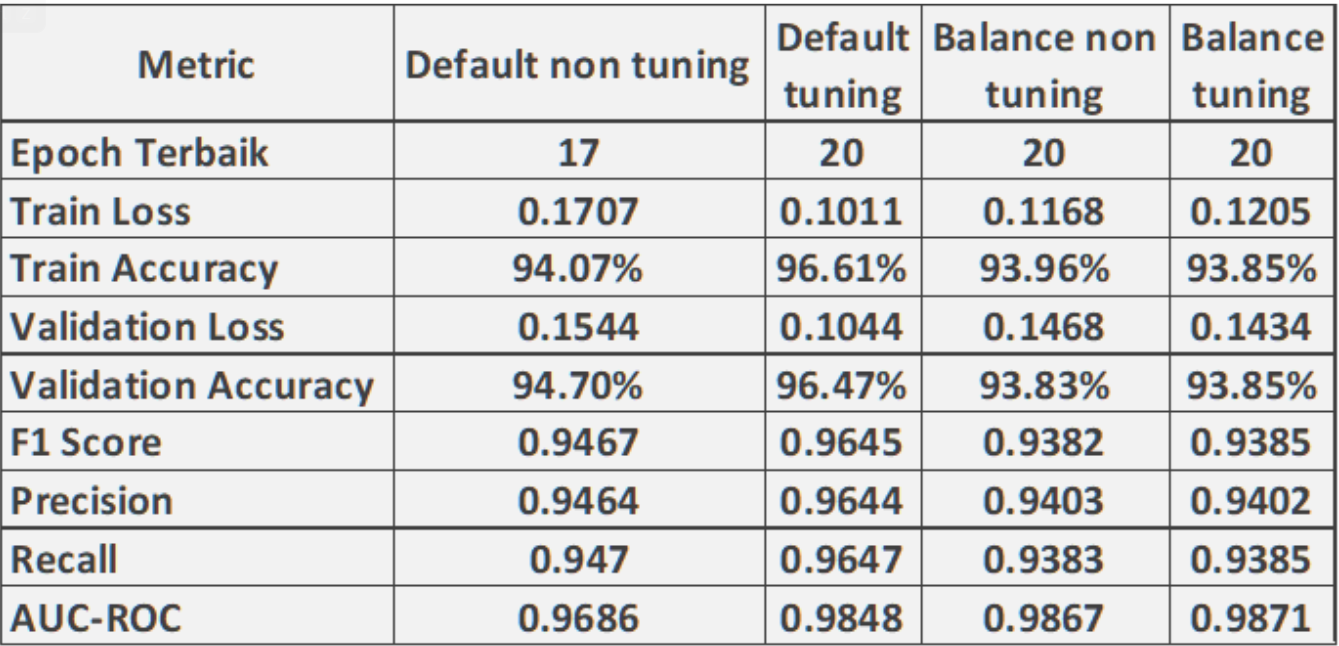 Metric Default non tuning Default tuning Balance non tuning Balance tuning
Epoch Terbaik 17 20 20 20
Train Loss 0.1707 0.1011 0.1168 0.1205
Train Accuracy 94.07% 96.61% 93.96% 93.85%
Validation Loss 0.1544 0.1044 0.1468 0.1434
Validation Accuracy 94.70% 96.47% 93.83% 93.85%
F1 Score 0.9467 0.9645 0.9382 0.9385
Precision 0.9464 0.9644 0.9403 0.9402
Recall 0.947 0.9647 0.9383 0.9385
AUC-ROC 0.9686 0.9848 0.9867 0.9871